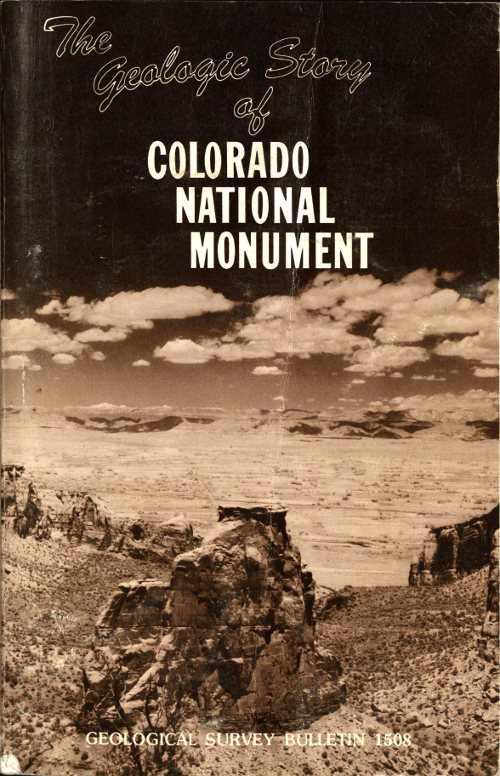 The
Geologic Story
of
COLORADO
NATIONAL
MONUMENT
GEOLOGICAL SURVEY BULLETIN 1508